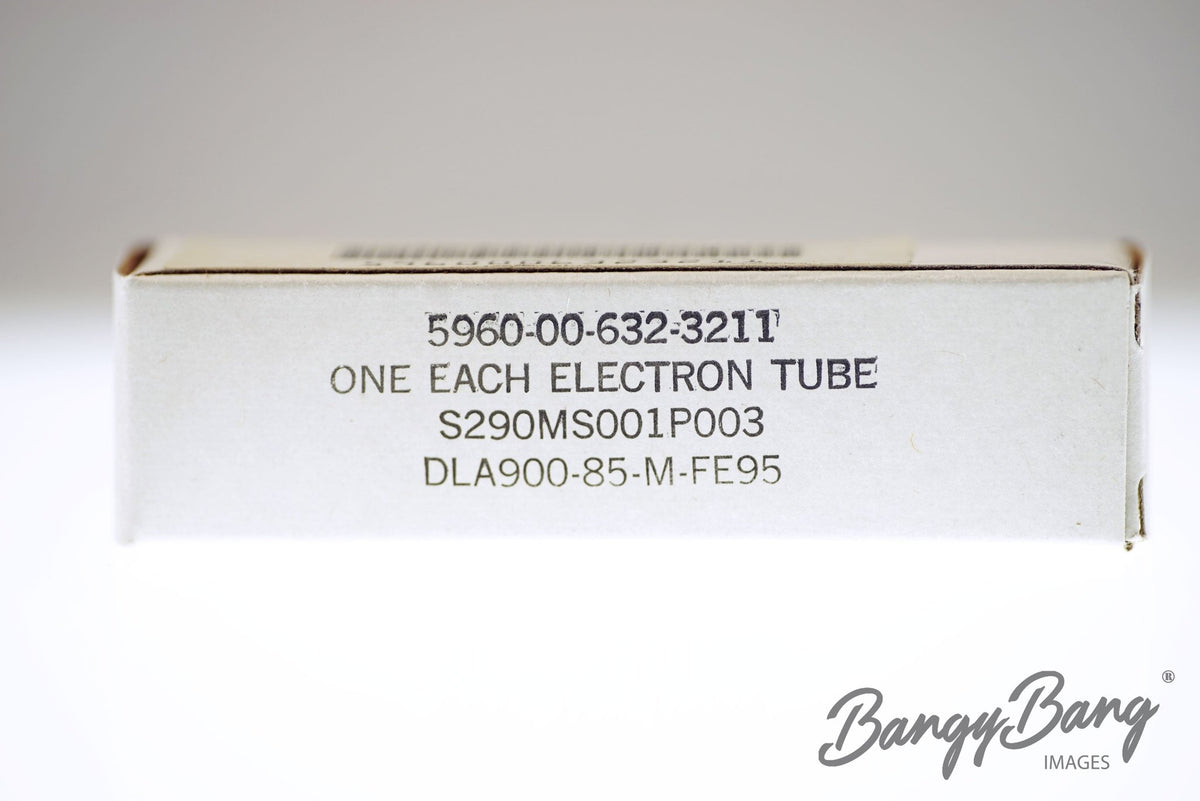 5960-00-632-3211
ONE EACH ELECTRON TUBE
S290MS001P003
DLA900-85-M-FE95
BangyBang®
IMAGES